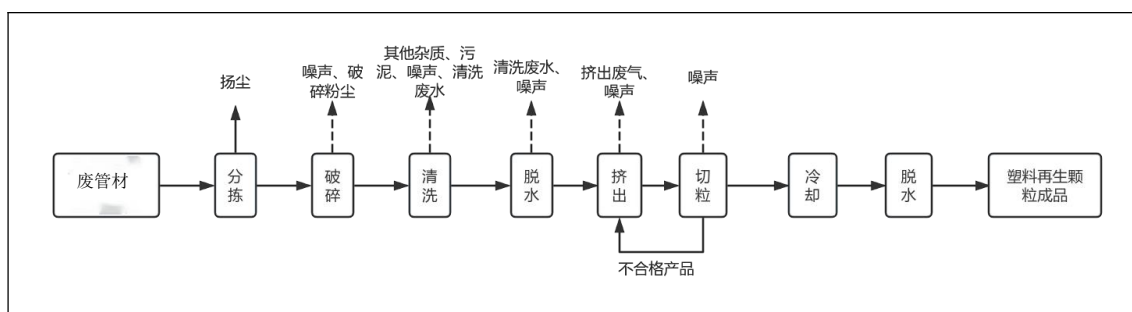 扬尘
噪声、破
碎粉尘
其他杂质、污
泥、噪声、清洗
废水
清洗废水、
噪声
挤出废气、
噪声
噪声
废管材
分
拣
破
碎
清
洗
脱
水
挤
出
切
粒
冷
却
脱
水
塑料再生颗
粒成品
不合格产品